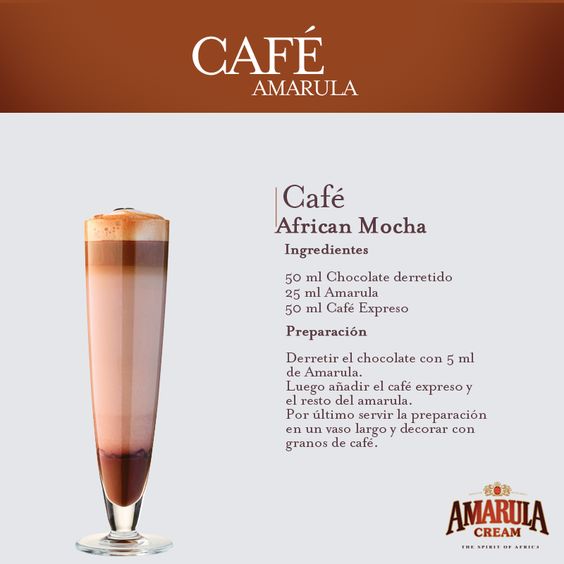 CAFÉ
AMARULA
Café
African Mocha
Ingredientes
50 ml Chocolate derretido
25 ml Amarula
50 ml Café Expreso
Preparación
Derretir el chocolate con 5 ml
de Amarula.
Luego añadir el café expreso y
el resto del amarula.
Por último servir la preparación
en un vaso largo y decorar con
granos de café.
AMARULA
CREAM
THE SPIRIT OF AFRICA